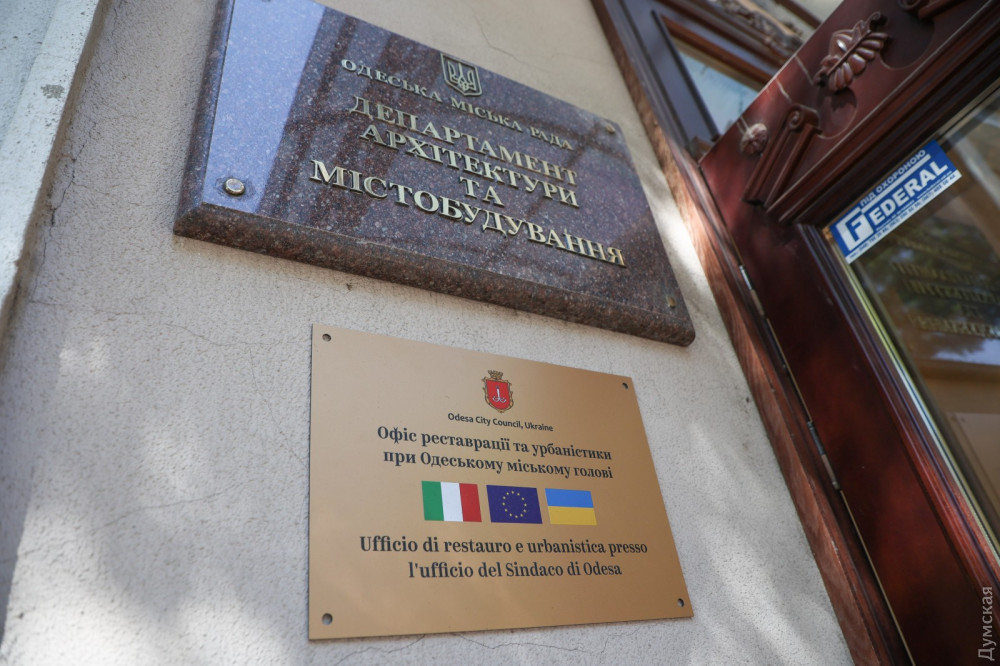 ОДЕСЬКА МІСЬКА РАДА
ДЕПАРТАМЕНТ
АРХІТЕКТУРИ
ТА
МІСТОБУДУВАННЯ
ПІД ОХОРОНОЮ
FEDERAL
Odesa City Council, Ukraine
Офіс реставрації та урбаністики
при Одеському міському голові
Ufficio di restauro e urbanistica presso
l'ufficio del Sindaco di Odesa
Думская